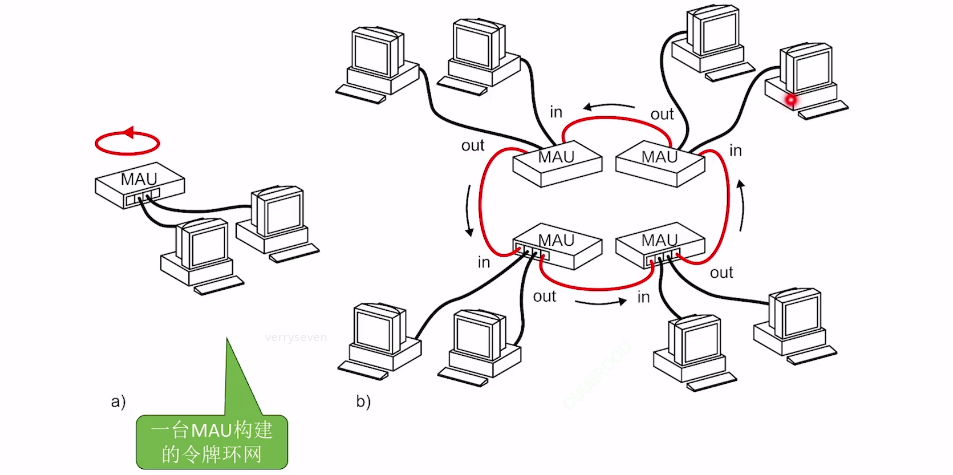 in
out
out
MAU
MAU
in
MAU
MAU
MAU
in
out
out
in
verryseven
a)
b)
一台MAU构建
的令牌环网